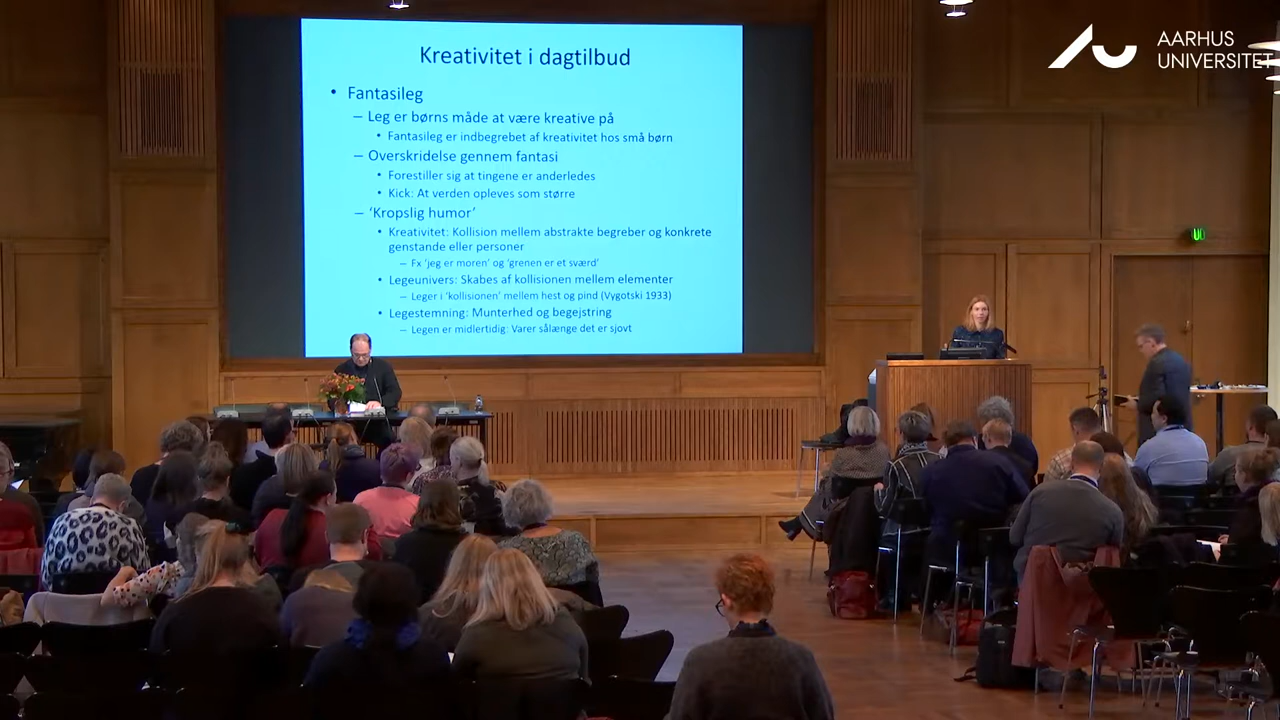 AARHUS
UNIVERSITET
Kreativitet i dagtilbud
• Fantasileg
– Leg er børns måde at være kreative på
• Fantasileg er indbegrebet af kreativitet hos små børn
– Overskridelse gennem fantasi
• Forestiller sig at tingene er anderledes
• Kick: At verden opleves som større
– ‘Kropslig humor’
• Kreativitet: Kollision mellem abstrakte begreber og konkrete
genstande eller personer
– Fx ‘jeg er moren’ og ‘grenen er et sværd’
• Legeunivers: Skabes af kollisionen mellem elementer
– Leger i ‘kollisionen’ mellem hest og pind (Vygotski 1933)
• Legestemning: Munterhed og begejstring
– Legen er midlertidig: Varer sålænge det er sjovt